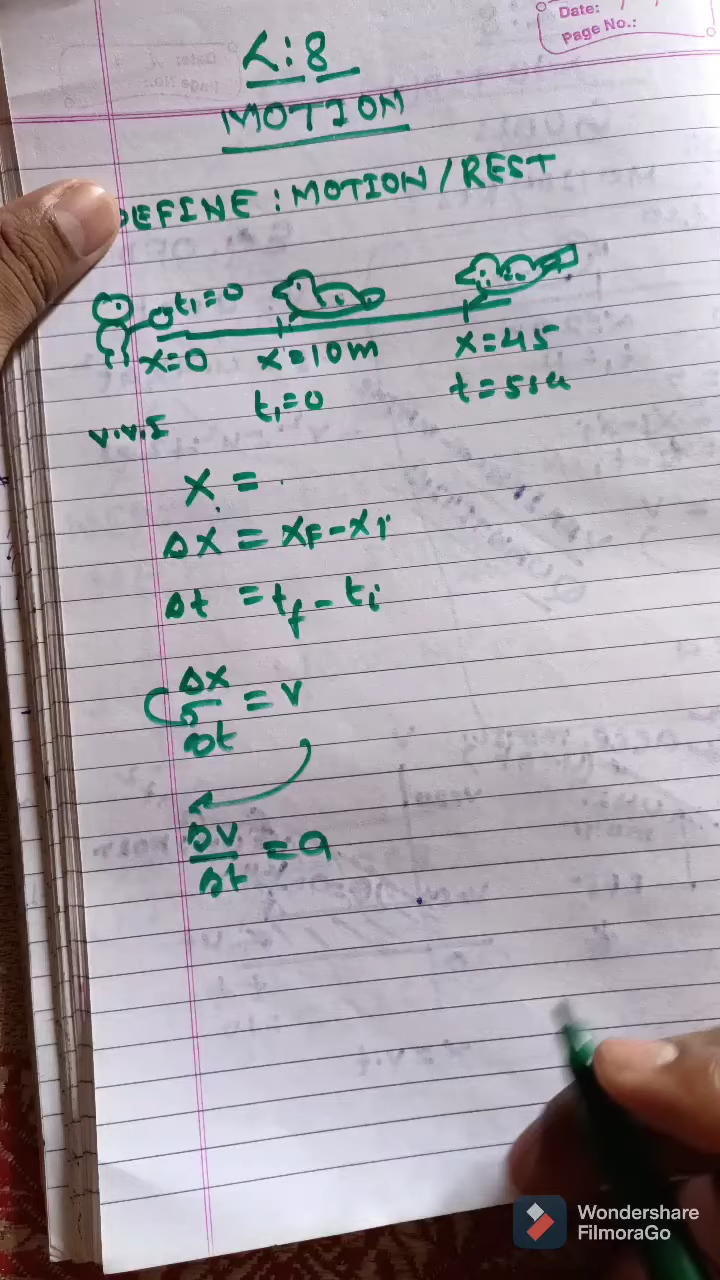 Date:
Page No.:
L:8
MOTION
DEFINE : MOTION / REST
t₁=0
x=0 x=10m x=45
t₁=0
V.V.I
x =
Δx = xF - xi
Δt = tf - ti
Δx/Δt = v
Δv/Δt = a
Wondershare
FilmoraGo